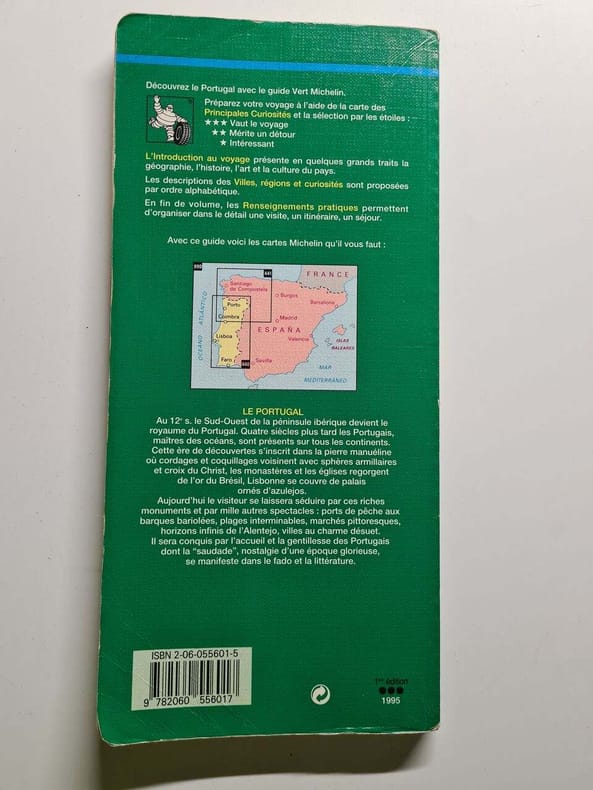 Découvrez le Portugal avec le guide Vert Michelin.
Préparez votre voyage à l'aide de la carte des
Principales Curiosités et la sélection par les étoiles :
★★★ Vaut le voyage
★★ Mérite un détour
★ Intéressant
L'Introduction au voyage présente en quelques grands traits la
géographie, l'histoire, l'art et la culture du pays.
Les descriptions des Villes, régions et curiosités sont proposées
par ordre alphabétique.
En fin de volume, les Renseignements pratiques permettent
d'organiser dans le détail une visite, un itinéraire, un séjour.
Avec ce guide voici les cartes Michelin qu'il vous faut :
990
441
FRANCE
Santiago
de Compostela
Burgos
Barcelona
Porto
Coimbra
Madrid
ESPAÑA
Valencia
Lisboa
ISLAS
BALEARES
OCEANO ATLÂNTICO
Faro
440
Sevilla
MAR
MEDITERRÁNEO
LE PORTUGAL
Au 12e s. le Sud-Ouest de la péninsule ibérique devient le
royaume du Portugal. Quatre siècles plus tard les Portugais,
maîtres des océans, sont présents sur tous les continents.
Cette ère de découvertes s'inscrit dans la pierre manuéline
où cordages et coquillages voisinent avec sphères armillaires
et croix du Christ, les monastères et les églises regorgent
de l'or du Brésil, Lisbonne se couvre de palais
ornés d'azulejos.
Aujourd'hui le visiteur se laissera séduire par ces riches
monuments et par mille autres spectacles : ports de pêche aux
barques bariolées, plages interminables, marchés pittoresques,
horizons infinis de l'Alentejo, villes au charme désuet.
Il sera conquis par l'accueil et la gentillesse des Portugais
dont la "saudade", nostalgie d'une époque glorieuse,
se manifeste dans le fado et la littérature.
ISBN 2-06-055601-5
9 782060 556017
1re édition
1995